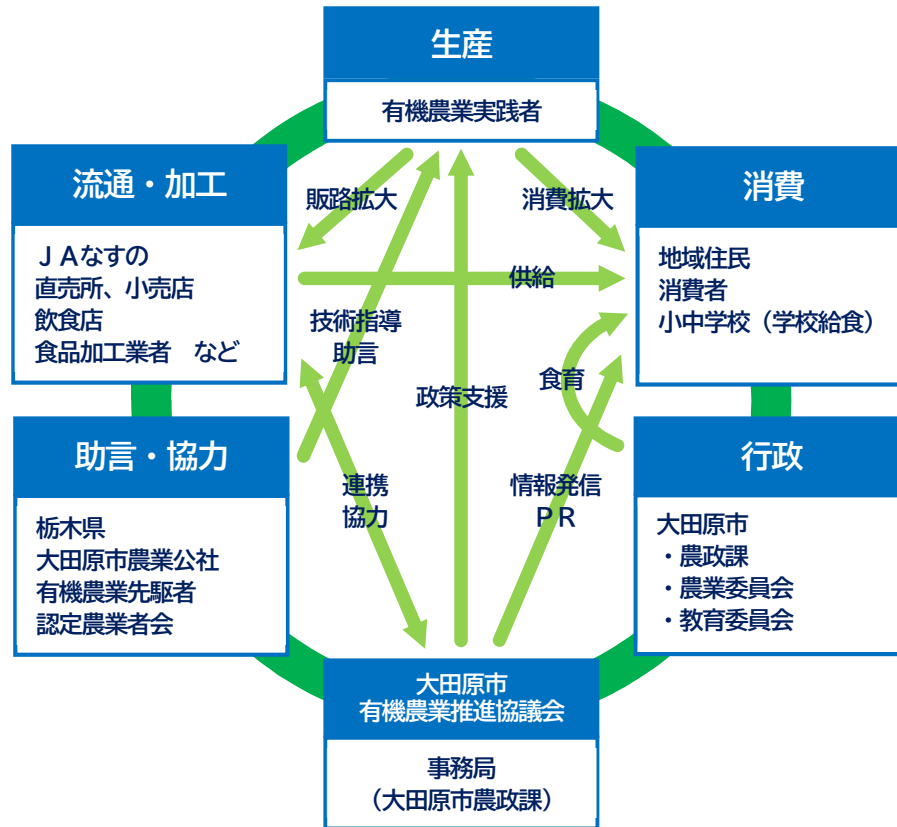 生産
有機農業実践者
流通・加工
ＪＡなすの
直売所、小売店
飲食店
食品加工業者　など
販路拡大
消費拡大
消費
地域住民
消費者
小中学校（学校給食）
供給
技術指導
助言
政策支援
食育
助言・協力
栃木県
大田原市農業公社
有機農業先駆者
認定農業者会
連携
協力
情報発信
ＰＲ
行政
大田原市
・農政課
・農業委員会
・教育委員会
大田原市
有機農業推進協議会
事務局
（大田原市農政課）